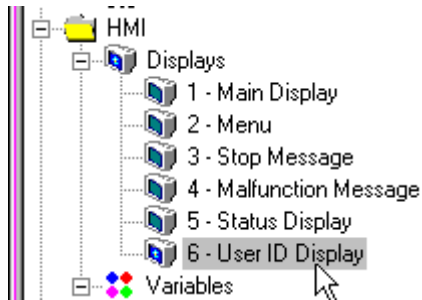 HMI
Displays
1 - Main Display
2 - Menu
3 - Stop Message
4 - Malfunction Message
5 - Status Display
6 - User ID Display
Variables